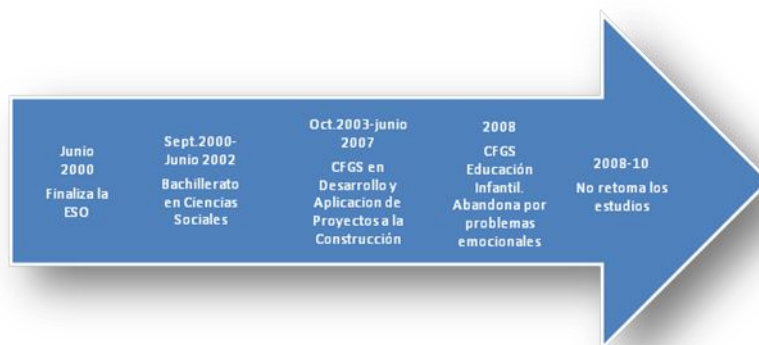 Junio
2000
Finaliza la
ESO
Sept.2000-
Junio 2002
Bachillerato
en Ciencias
Sociales
Oct.2003-junio
2007
CFGS en
Desarrollo y
Aplicacion de
Proyectos a la
Construcción
2008
CFGS
Educación
Infantil.
Abandona por
problemas
emocionales
2008-10
No retoma los
estudios